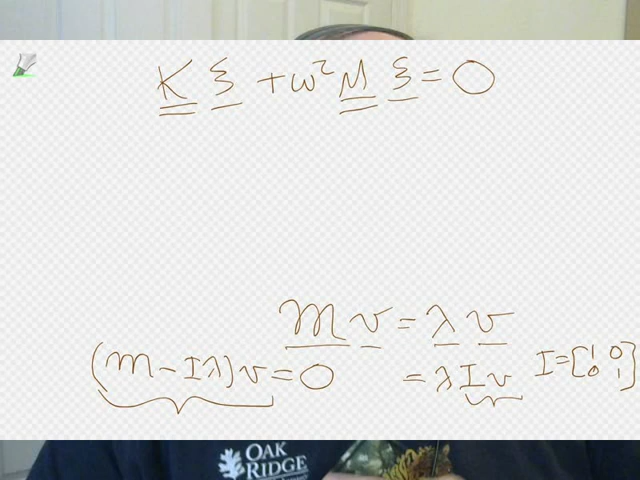 K ξ + ω² M ξ = 0
m v = λ v
(m - Iλ) v = 0 = λ I v I = [1 0
0 1]
OAK
RIDGE